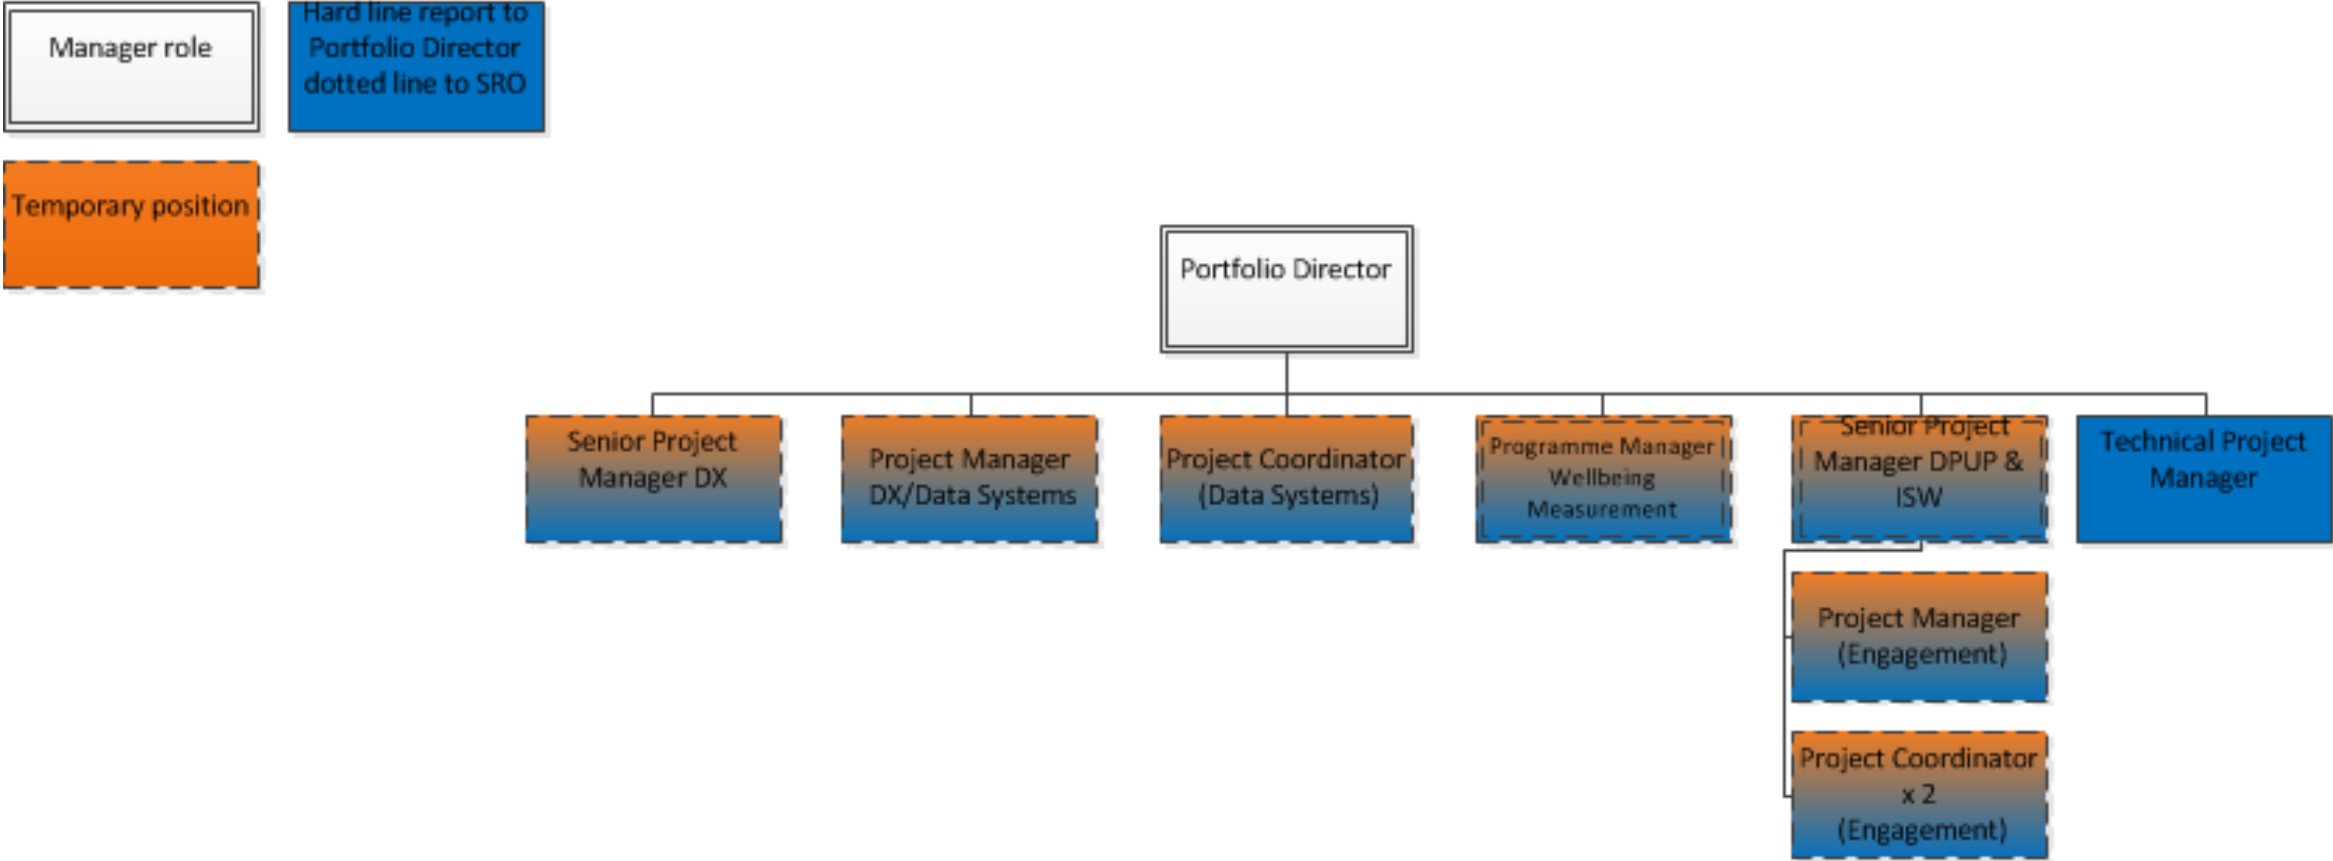 Manager role
Hard line report to
Portfolio Director
dotted line to SRO
Temporary position
Portfolio Director
Senior Project
Manager DX
Project Manager
DX/Data Systems
Project Coordinator
(Data Systems)
Programme Manager
Wellbeing
Measurement
Senior Project
Manager DPUP &
ISW
Technical Project
Manager
Project Manager
(Engagement)
Project Coordinator
x 2
(Engagement)